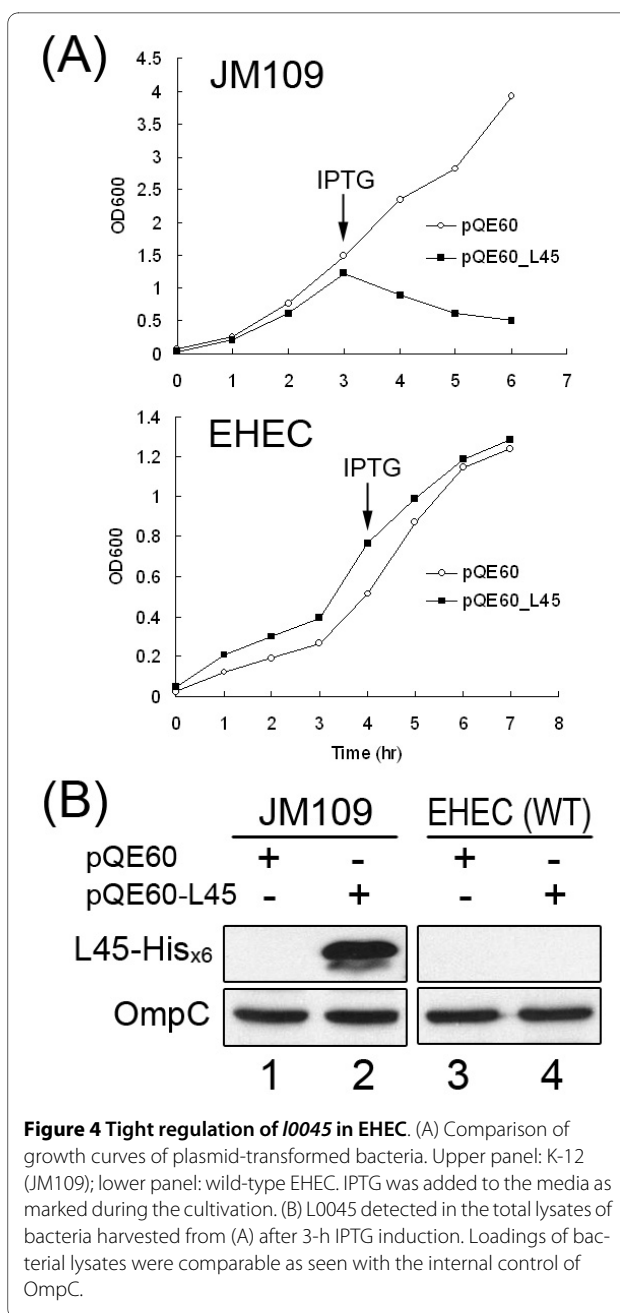 (A)
JM109
OD600
4.5
4
3.5
3
2.5
2
1.5
1
0.5
0
IPTG
pQE60
pQE60_L45
0 1 2 3 4 5 6 7
EHEC
OD600
1.4
1.2
1
0.8
0.6
0.4
0.2
0
IPTG
pQE60
pQE60_L45
0 1 2 3 4 5 6 7 8
Time (hr)
(B)
JM109 EHEC (WT)
pQE60 + - + -
pQE60-L45 - + - +
L45-Hisx6
OmpC
1 2 3 4
Figure 4 Tight regulation of l0045 in EHEC. (A) Comparison of
growth curves of plasmid-transformed bacteria. Upper panel: K-12
(JM109); lower panel: wild-type EHEC. IPTG was added to the media as
marked during the cultivation. (B) L0045 detected in the total lysates of
bacteria harvested from (A) after 3-h IPTG induction. Loadings of bac-
terial lysates were comparable as seen with the internal control of
OmpC.